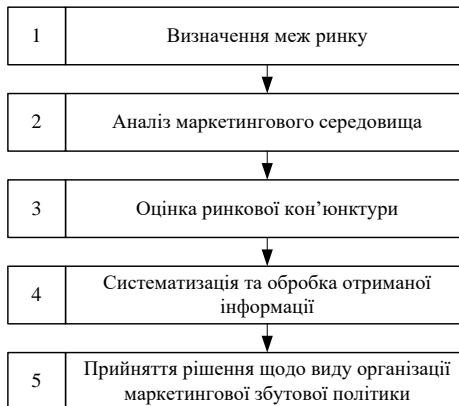 1
Визначення меж ринку
2
Аналіз маркетингового середовища
3
Оцінка ринкової кон’юнктури
4
Систематизація та обробка отриманої
інформації
5
Прийняття рішення щодо виду організації
маркетингової збутової політики